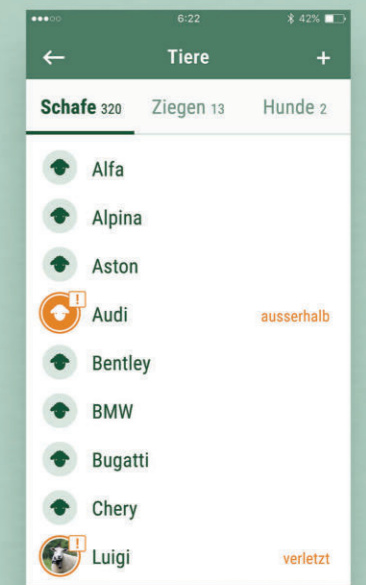 6:22 42%
Tiere +
Schafe 320 Ziegen 13 Hunde 2
Alfa
Alpina
Aston
!
Audi ausserhalb
Bentley
BMW
Bugatti
Chery
!
Luigi verletzt